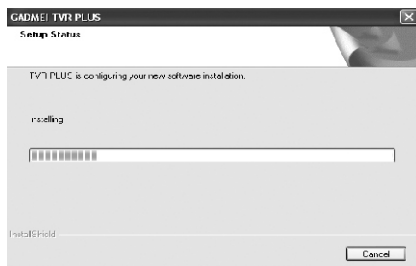 GADMEI TVR PLUS
Setup Status
TVR PLUS is configuring your new software installation.
Installing
InstallShield
Cancel